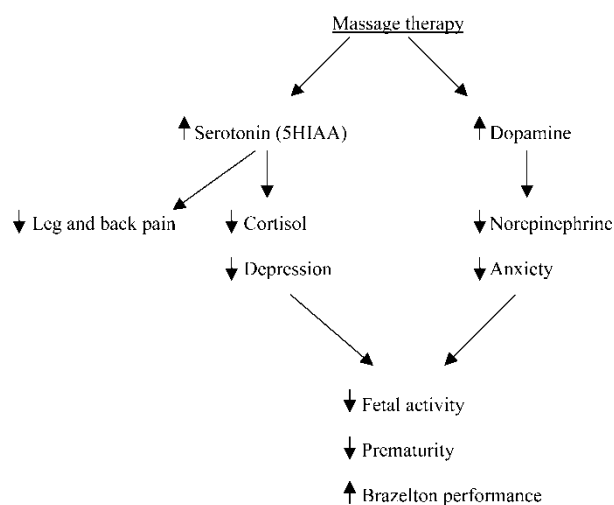 Massage therapy
Serotonin (5HIAA) Dopamine
Leg and back pain Cortisol Norepinephrine
Depression Anxiety
Fetal activity
Prematurity
Brazelton performance